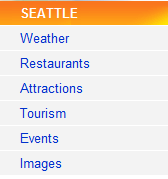 SEATTLE
Weather
Restaurants
Attractions
Tourism
Events
Images